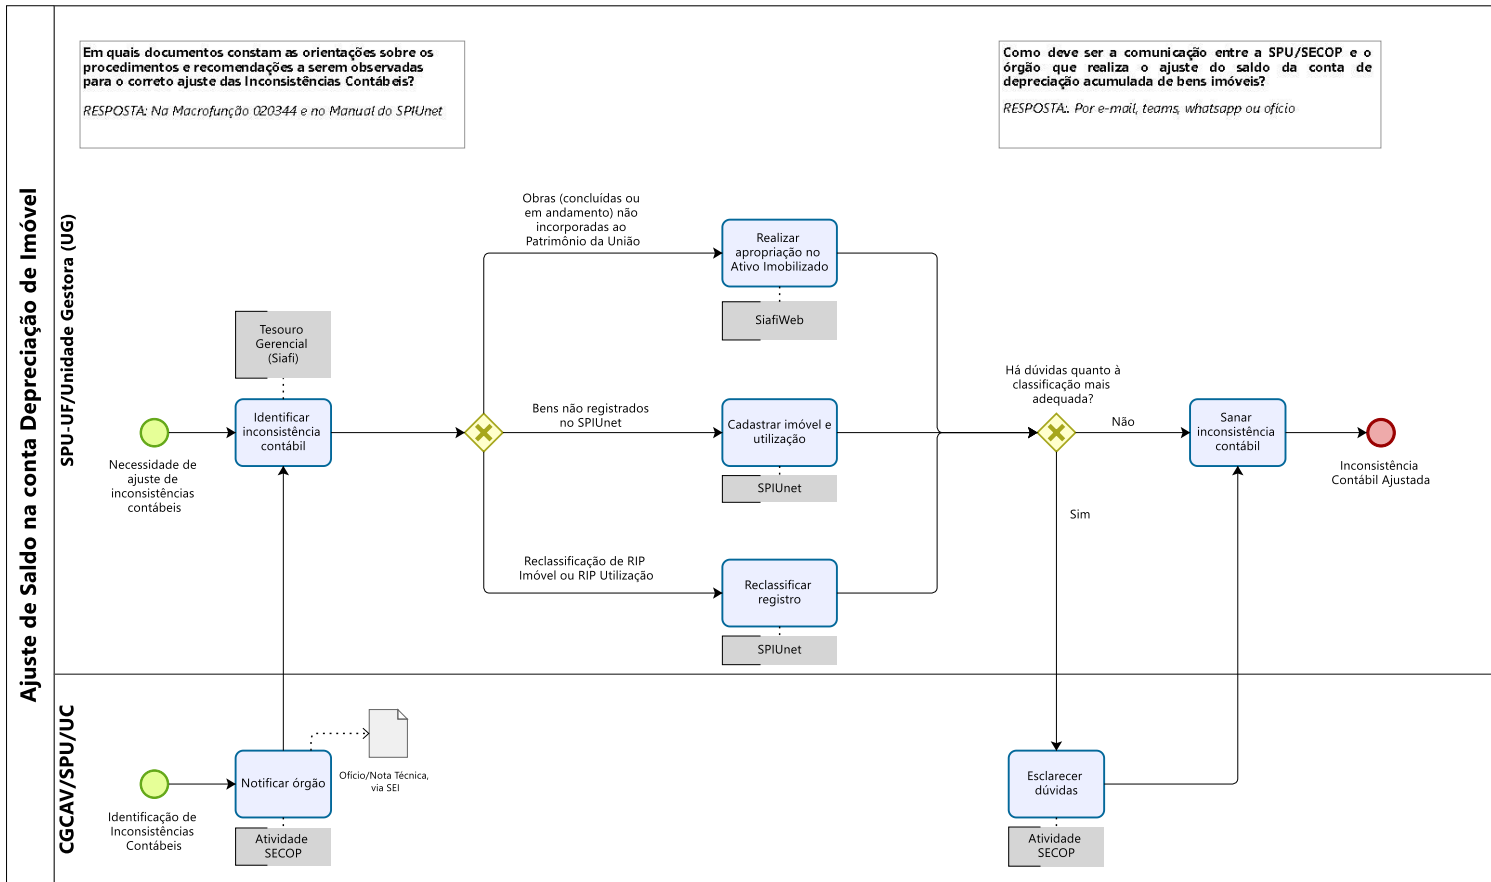 Ajuste de Saldo na conta Depreciação de Imóvel
SPU-UF/Unidade Gestora (UG)
Em quais documentos constam as orientações sobre os
procedimentos e recomendações a serem observadas
para o correto ajuste das Inconsistências Contábeis?
RESPOSTA: Na Macrofunção 020344 e no Manual do SPIUnet
Como deve ser a comunicação entre a SPU/SECOP e o
órgão que realiza o ajuste do saldo da conta de
depreciação acumulada de bens imóveis?
RESPOSTA:. Por e-mail, teams, whatsapp ou ofício
Necessidade de
ajuste de
inconsistências
contábeis
Tesouro
Gerencial
(Siafi)
Identificar
inconsistência
contábil
Obras (concluídas ou
em andamento) não
incorporadas ao
Patrimônio da União
Realizar
apropriação no
Ativo Imobilizado
SiafiWeb
Bens não registrados
no SPIUnet
Cadastrar imóvel e
utilização
SPIUnet
Reclassificação de RIP
Imóvel ou RIP Utilização
Reclassificar
registro
SPIUnet
Há dúvidas quanto à
classificação mais
adequada?
Não
Sim
Sanar
inconsistência
contábil
Inconsistência
Contábil Ajustada
CGCAV/SPU/UC
Identificação de
Inconsistências
Contábeis
Notificar órgão
Ofício/Nota Técnica,
via SEI
Atividade
SECOP
Esclarecer
dúvidas
Atividade
SECOP